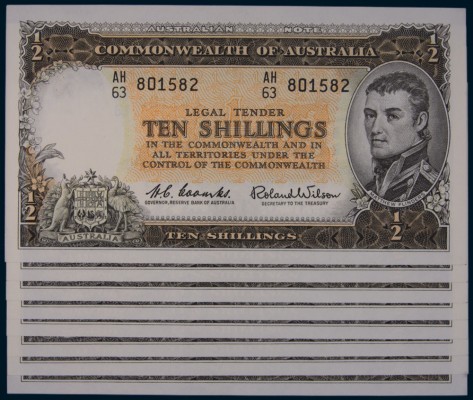 AUSTRALIAN NOTE
1/2 COMMONWEALTH OF AUSTRALIA 1/2
AH 63 801582 AH 63 801582
LEGAL TENDER
TEN SHILLINGS
IN THE COMMONWEALTH AND IN
ALL TERRITORIES UNDER THE
CONTROL OF THE COMMONWEALTH
MATTHEW FLINDERS
H.C. Coombs. Roland Wilson
GOVERNOR, RESERVE BANK OF AUSTRALIA SECRETARY TO THE TREASURY
1/2 1/2
AUSTRALIA
TEN SHILLINGS